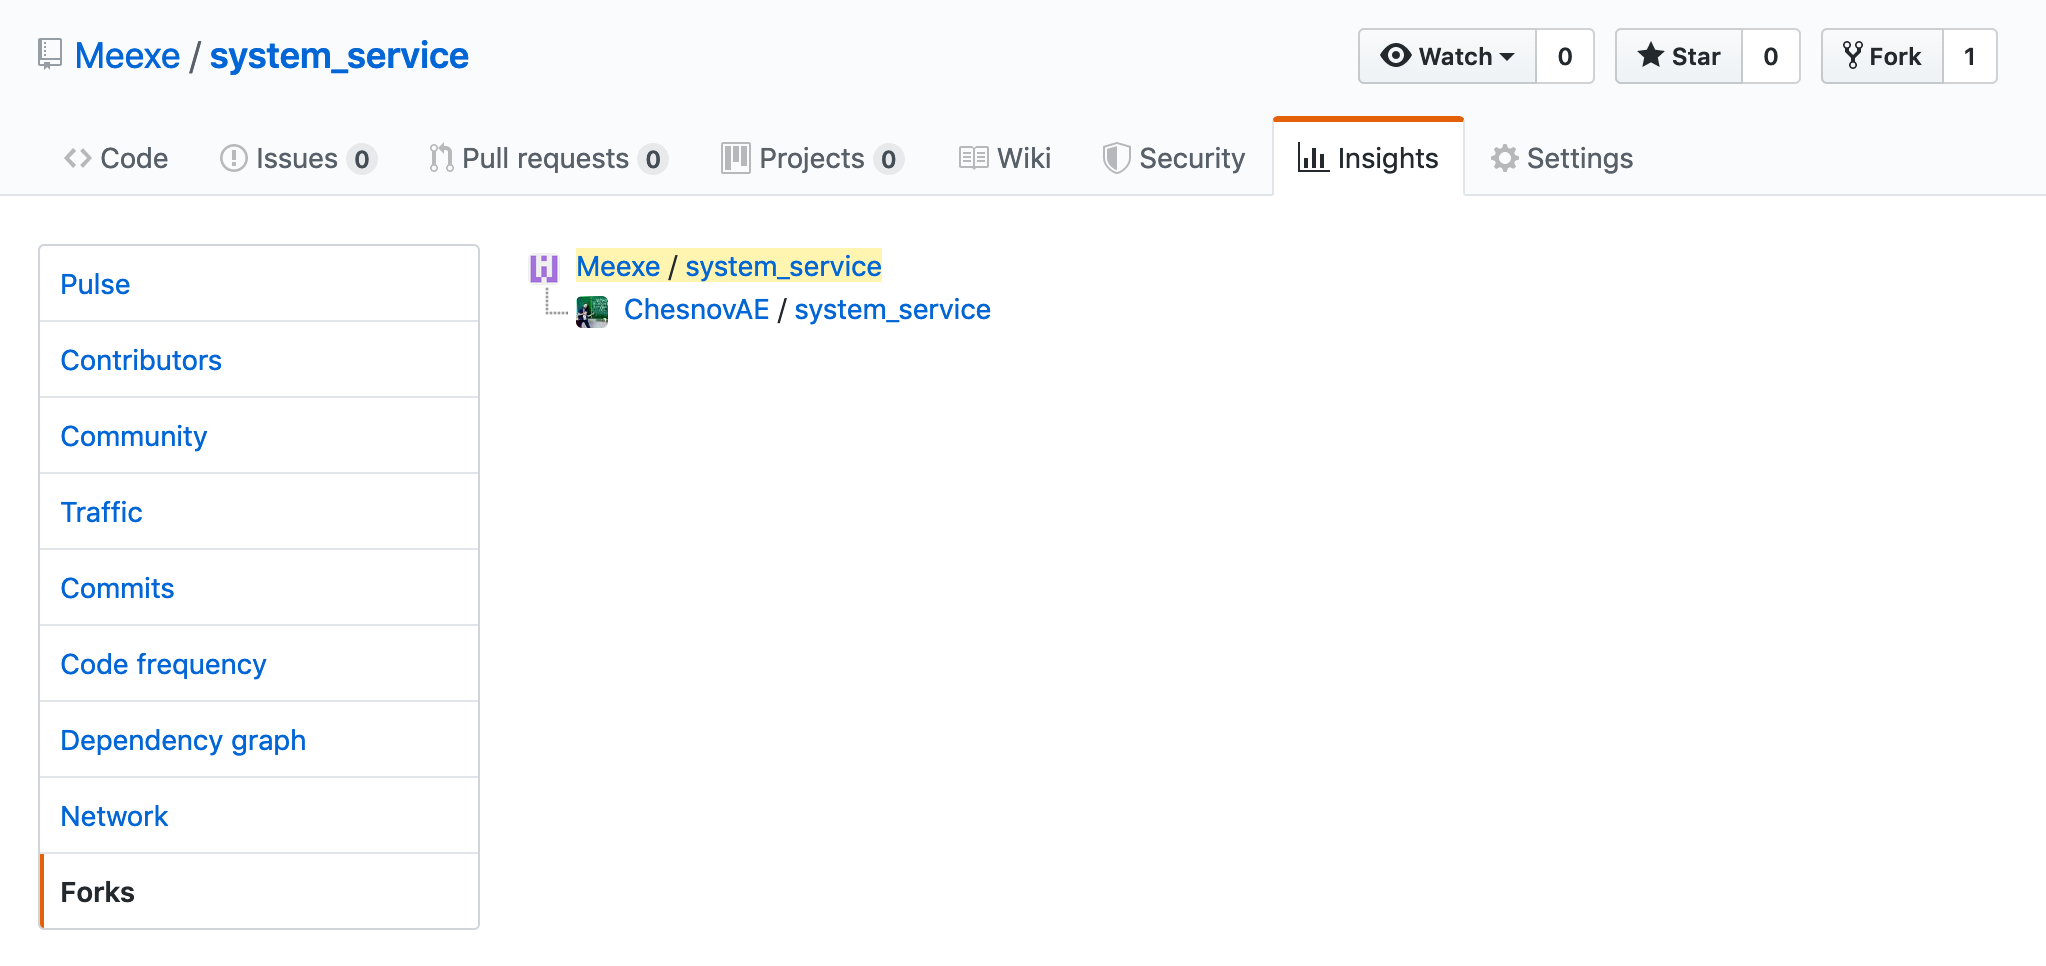 Meexe / system_service
Watch 0 Star 0 Fork 1
Code Issues 0 Pull requests 0 Projects 0 Wiki Security Insights Settings
Pulse
Contributors
Community
Traffic
Commits
Code frequency
Dependency graph
Network
Forks
Meexe / system_service
ChesnovAE / system_service